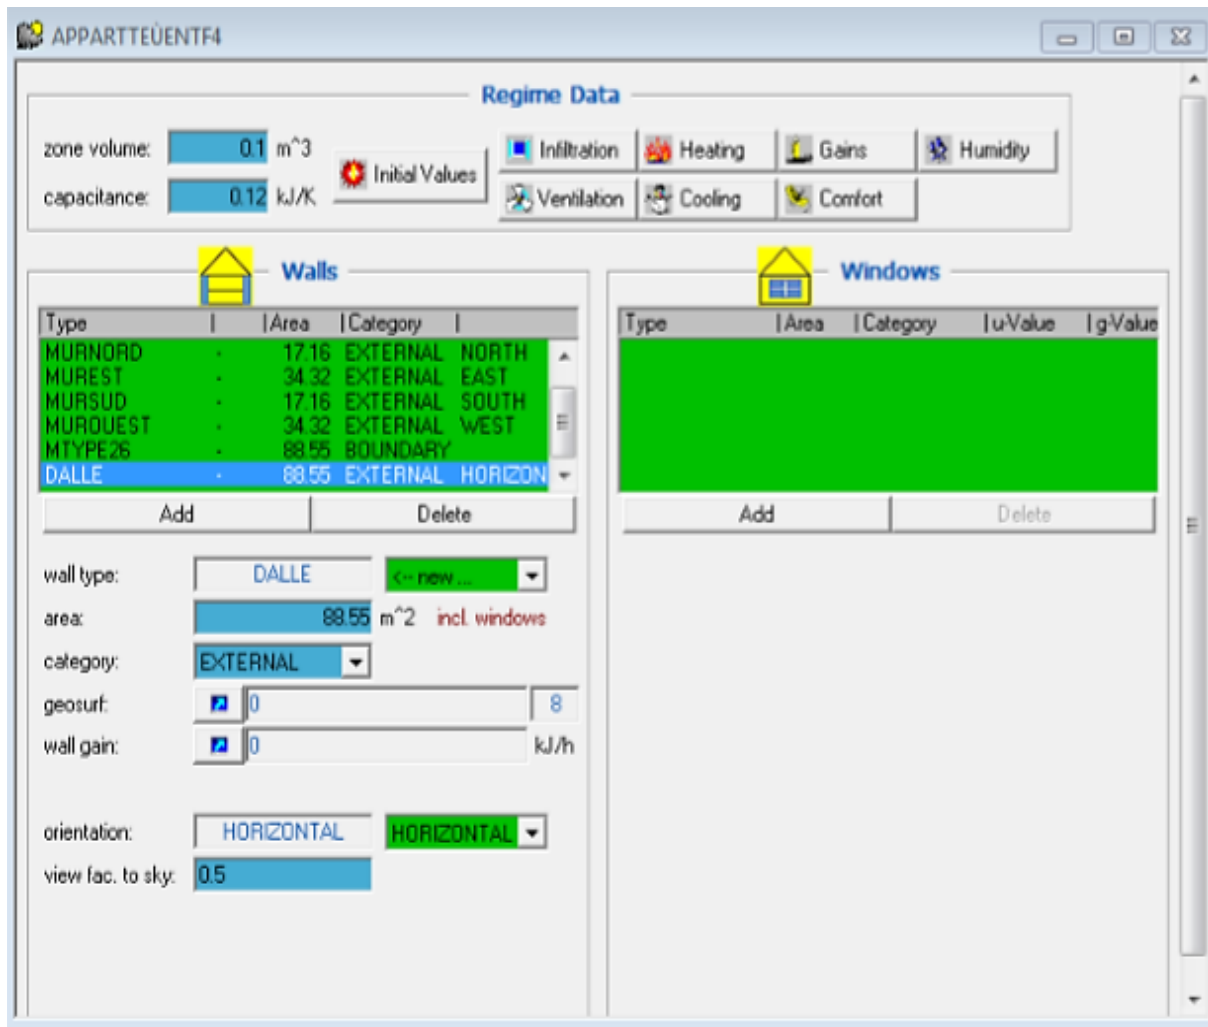 APPARTTEÙENTF4
Regime Data
zone volume: 0.1 m^3
capacitance: 0.12 kJ/K
Initial Values
Infiltration Heating Gains Humidity
Ventilation Cooling Comfort
Walls
Type | | Area | Category |
MURNORD - 17.16 EXTERNAL NORTH
MUREST - 34.32 EXTERNAL EAST
MURSUD - 17.16 EXTERNAL SOUTH
MUROUEST - 34.32 EXTERNAL WEST
MTYPE26 - 88.55 BOUNDARY
DALLE - 88.55 EXTERNAL HORIZON
Add Delete
wall type: DALLE <-- new ...
area: 88.55 m^2 incl. windows
category: EXTERNAL
geosurf: 0 8
wall gain: 0 kJ/h
orientation: HORIZONTAL HORIZONTAL
view fac. to sky: 0.5
Windows
Type | Area | Category | u-Value | g-Value
Add Delete